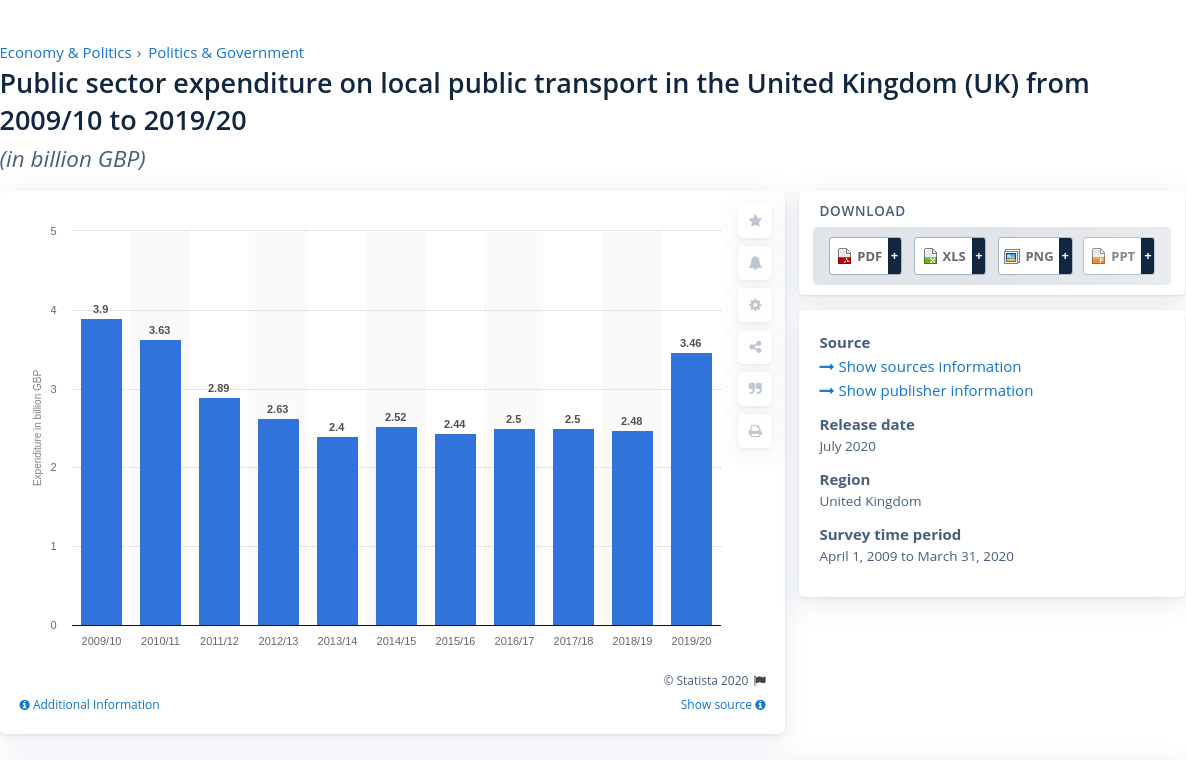 Economy & Politics › Politics & Government
Public sector expenditure on local public transport in the United Kingdom (UK) from
2009/10 to 2019/20
(in billion GBP)
Expenditure in billion GBP
5
4
3
2
1
0
3.9
3.63
2.89
2.63
2.4
2.52
2.44
2.5
2.5
2.48
3.46
2009/10 2010/11 2011/12 2012/13 2013/14 2014/15 2015/16 2016/17 2017/18 2018/19 2019/20
© Statista 2020
Additional Information
Show source
DOWNLOAD
PDF + XLS + PNG + PPT +
Source
Show sources information
Show publisher information
Release date
July 2020
Region
United Kingdom
Survey time period
April 1, 2009 to March 31, 2020